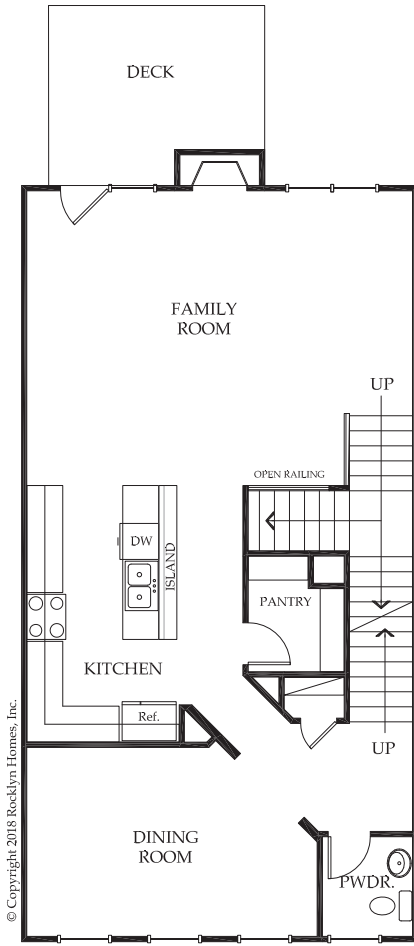 DECK
FAMILY
ROOM
UP
OPEN RAILING
DW
ISLAND
PANTRY
KITCHEN
Ref.
UP
DINING
ROOM
PWDR.
© Copyright 2018 Rocklyn Homes, Inc.